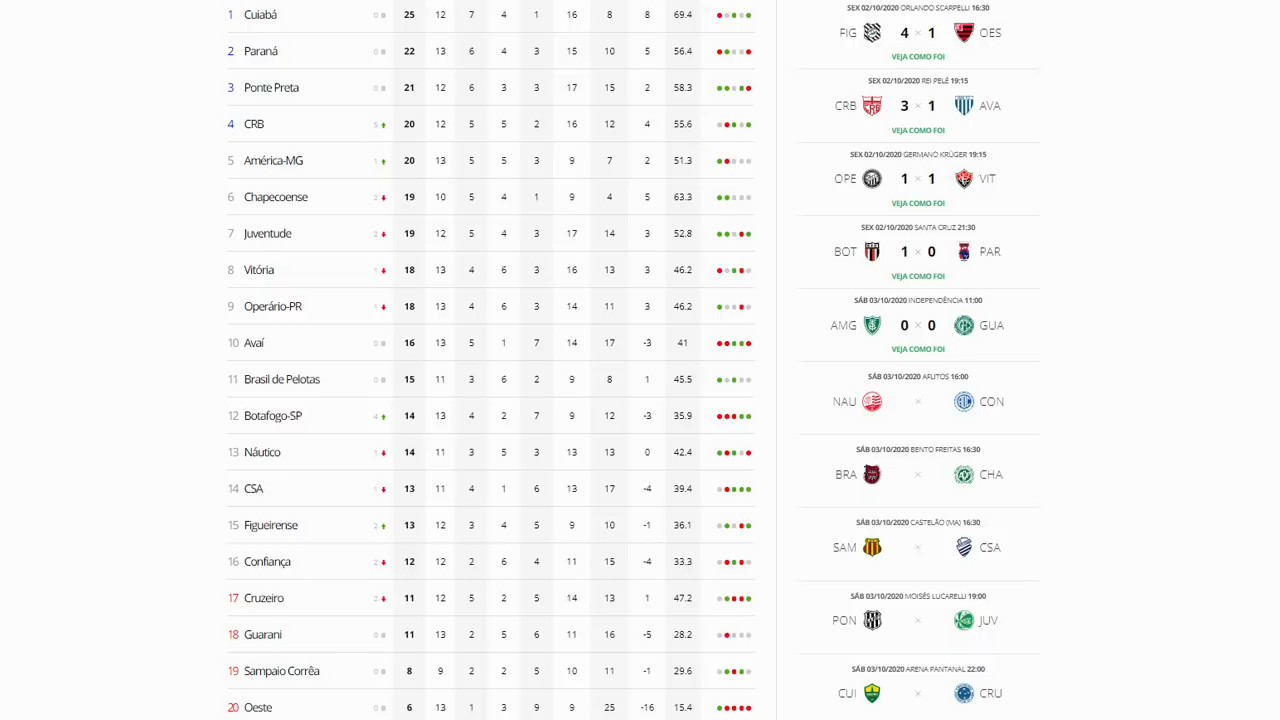 1 Cuiabá 0 25 12 7 4 1 16 8 8 69.4
2 Paraná 0 22 13 6 4 3 15 10 5 56.4
3 Ponte Preta 0 21 12 6 3 3 17 15 2 58.3
4 CRB 5 20 12 5 5 2 16 12 4 55.6
5 América-MG 1 20 13 5 5 3 9 7 2 51.3
6 Chapecoense 2 19 10 5 4 1 9 4 5 63.3
7 Juventude 2 19 12 5 4 3 17 14 3 52.8
8 Vitória 1 18 13 4 6 3 16 13 3 46.2
9 Operário-PR 18 13 4 6 3 14 11 3 46.2
10 Avaí 0 16 13 5 1 7 14 17 -3 41
11 Brasil de Pelotas 0 15 11 3 6 2 9 8 1 45.5
12 Botafogo-SP 4 14 13 4 2 7 9 12 -3 35.9
13 Náutico 1 14 11 3 5 3 13 13 0 42.4
14 CSA 1 13 11 4 1 6 13 17 -4 39.4
15 Figueirense 2 13 12 3 4 5 9 10 -1 36.1
16 Confiança 2 12 12 2 6 4 11 15 -4 33.3
17 Cruzeiro 2 11 12 5 2 5 14 13 1 47.2
18 Guarani 0 11 13 2 5 6 11 16 -5 28.2
19 Sampaio Corrêa 0 8 9 2 2 5 10 11 -1 29.6
20 Oeste 0 6 13 1 3 9 9 25 -16 15.4
SEX 02/10/2020 ORLANDO SCARPELLI 16:30
FIG 4 × 1 OES
VEJA COMO FOI
SEX 02/10/2020 REI PELÉ 19:15
CRB 3 × 1 AVA
VEJA COMO FOI
SEX 02/10/2020 GERMANO KRÜGER 19:15
OPE 1 × 1 VIT
VEJA COMO FOI
SEX 02/10/2020 SANTA CRUZ 21:30
BOT 1 × 0 PAR
VEJA COMO FOI
SÁB 03/10/2020 INDEPENDÊNCIA 11:00
AMG 0 × 0 GUA
VEJA COMO FOI
SÁB 03/10/2020 AFLITOS 16:00
NAU × CON
SÁB 03/10/2020 BENTO FREITAS 16:30
BRA × CHA
SÁB 03/10/2020 CASTELÃO (MA) 16:30
SAM × CSA
SÁB 03/10/2020 MOISÉS LUCARELLI 19:00
PON × JUV
SÁB 03/10/2020 ARENA PANTANAL 22:00
CUI × CRU